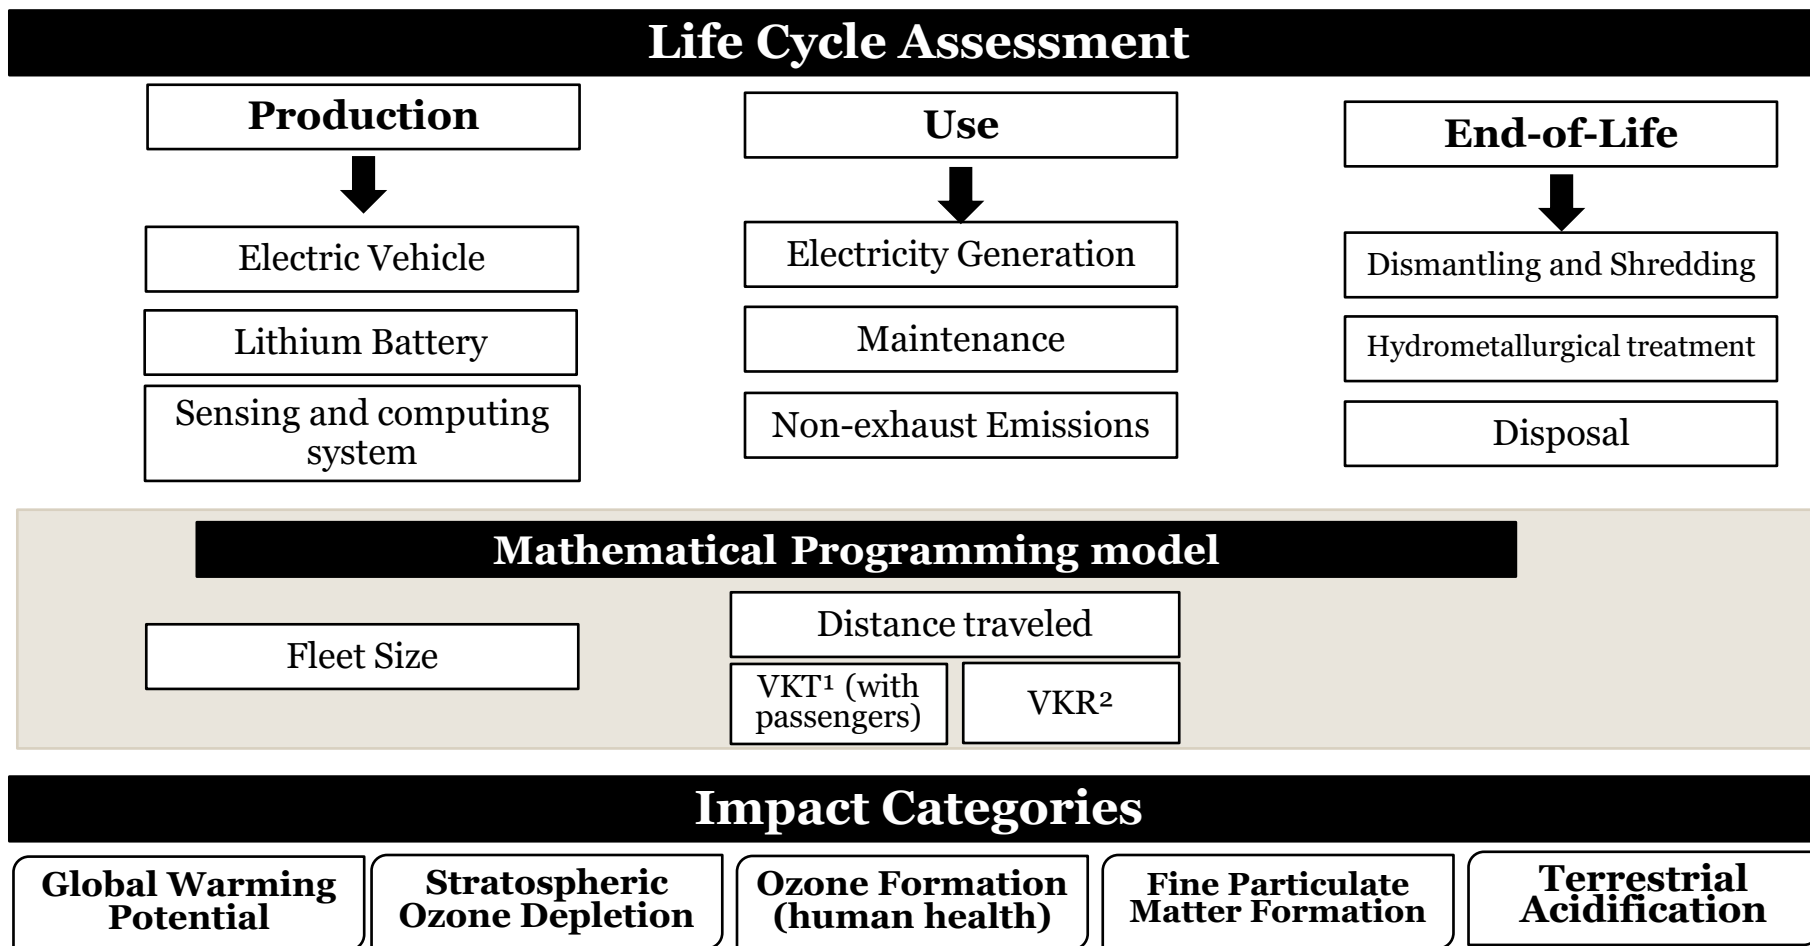 Life Cycle Assessment
Production
Electric Vehicle
Lithium Battery
Sensing and computing
system
Use
Electricity Generation
Maintenance
Non-exhaust Emissions
End-of-Life
Dismantling and Shredding
Hydrometallurgical treatment
Disposal
Mathematical Programming model
Fleet Size
Distance traveled
VKT¹ (with
passengers)
VKR²
Impact Categories
Global Warming
Potential
Stratospheric
Ozone Depletion
Ozone Formation
(human health)
Fine Particulate
Matter Formation
Terrestrial
Acidification